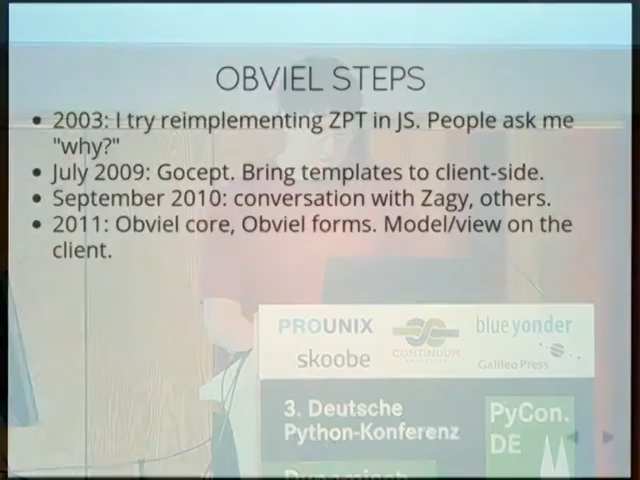 OBVIEL STEPS
• 2003: I try reimplementing ZPT in JS. People ask me
"why?"
• July 2009: Gocept. Bring templates to client-side.
• September 2010: conversation with Zagy, others.
• 2011: Obviel core, Obviel forms. Model/view on the
client.
PROUNIX
CONTINUUM
blue yonder
skoobe
Galileo Press
3. Deutsche
Python-Konferenz
PyCon.
DE